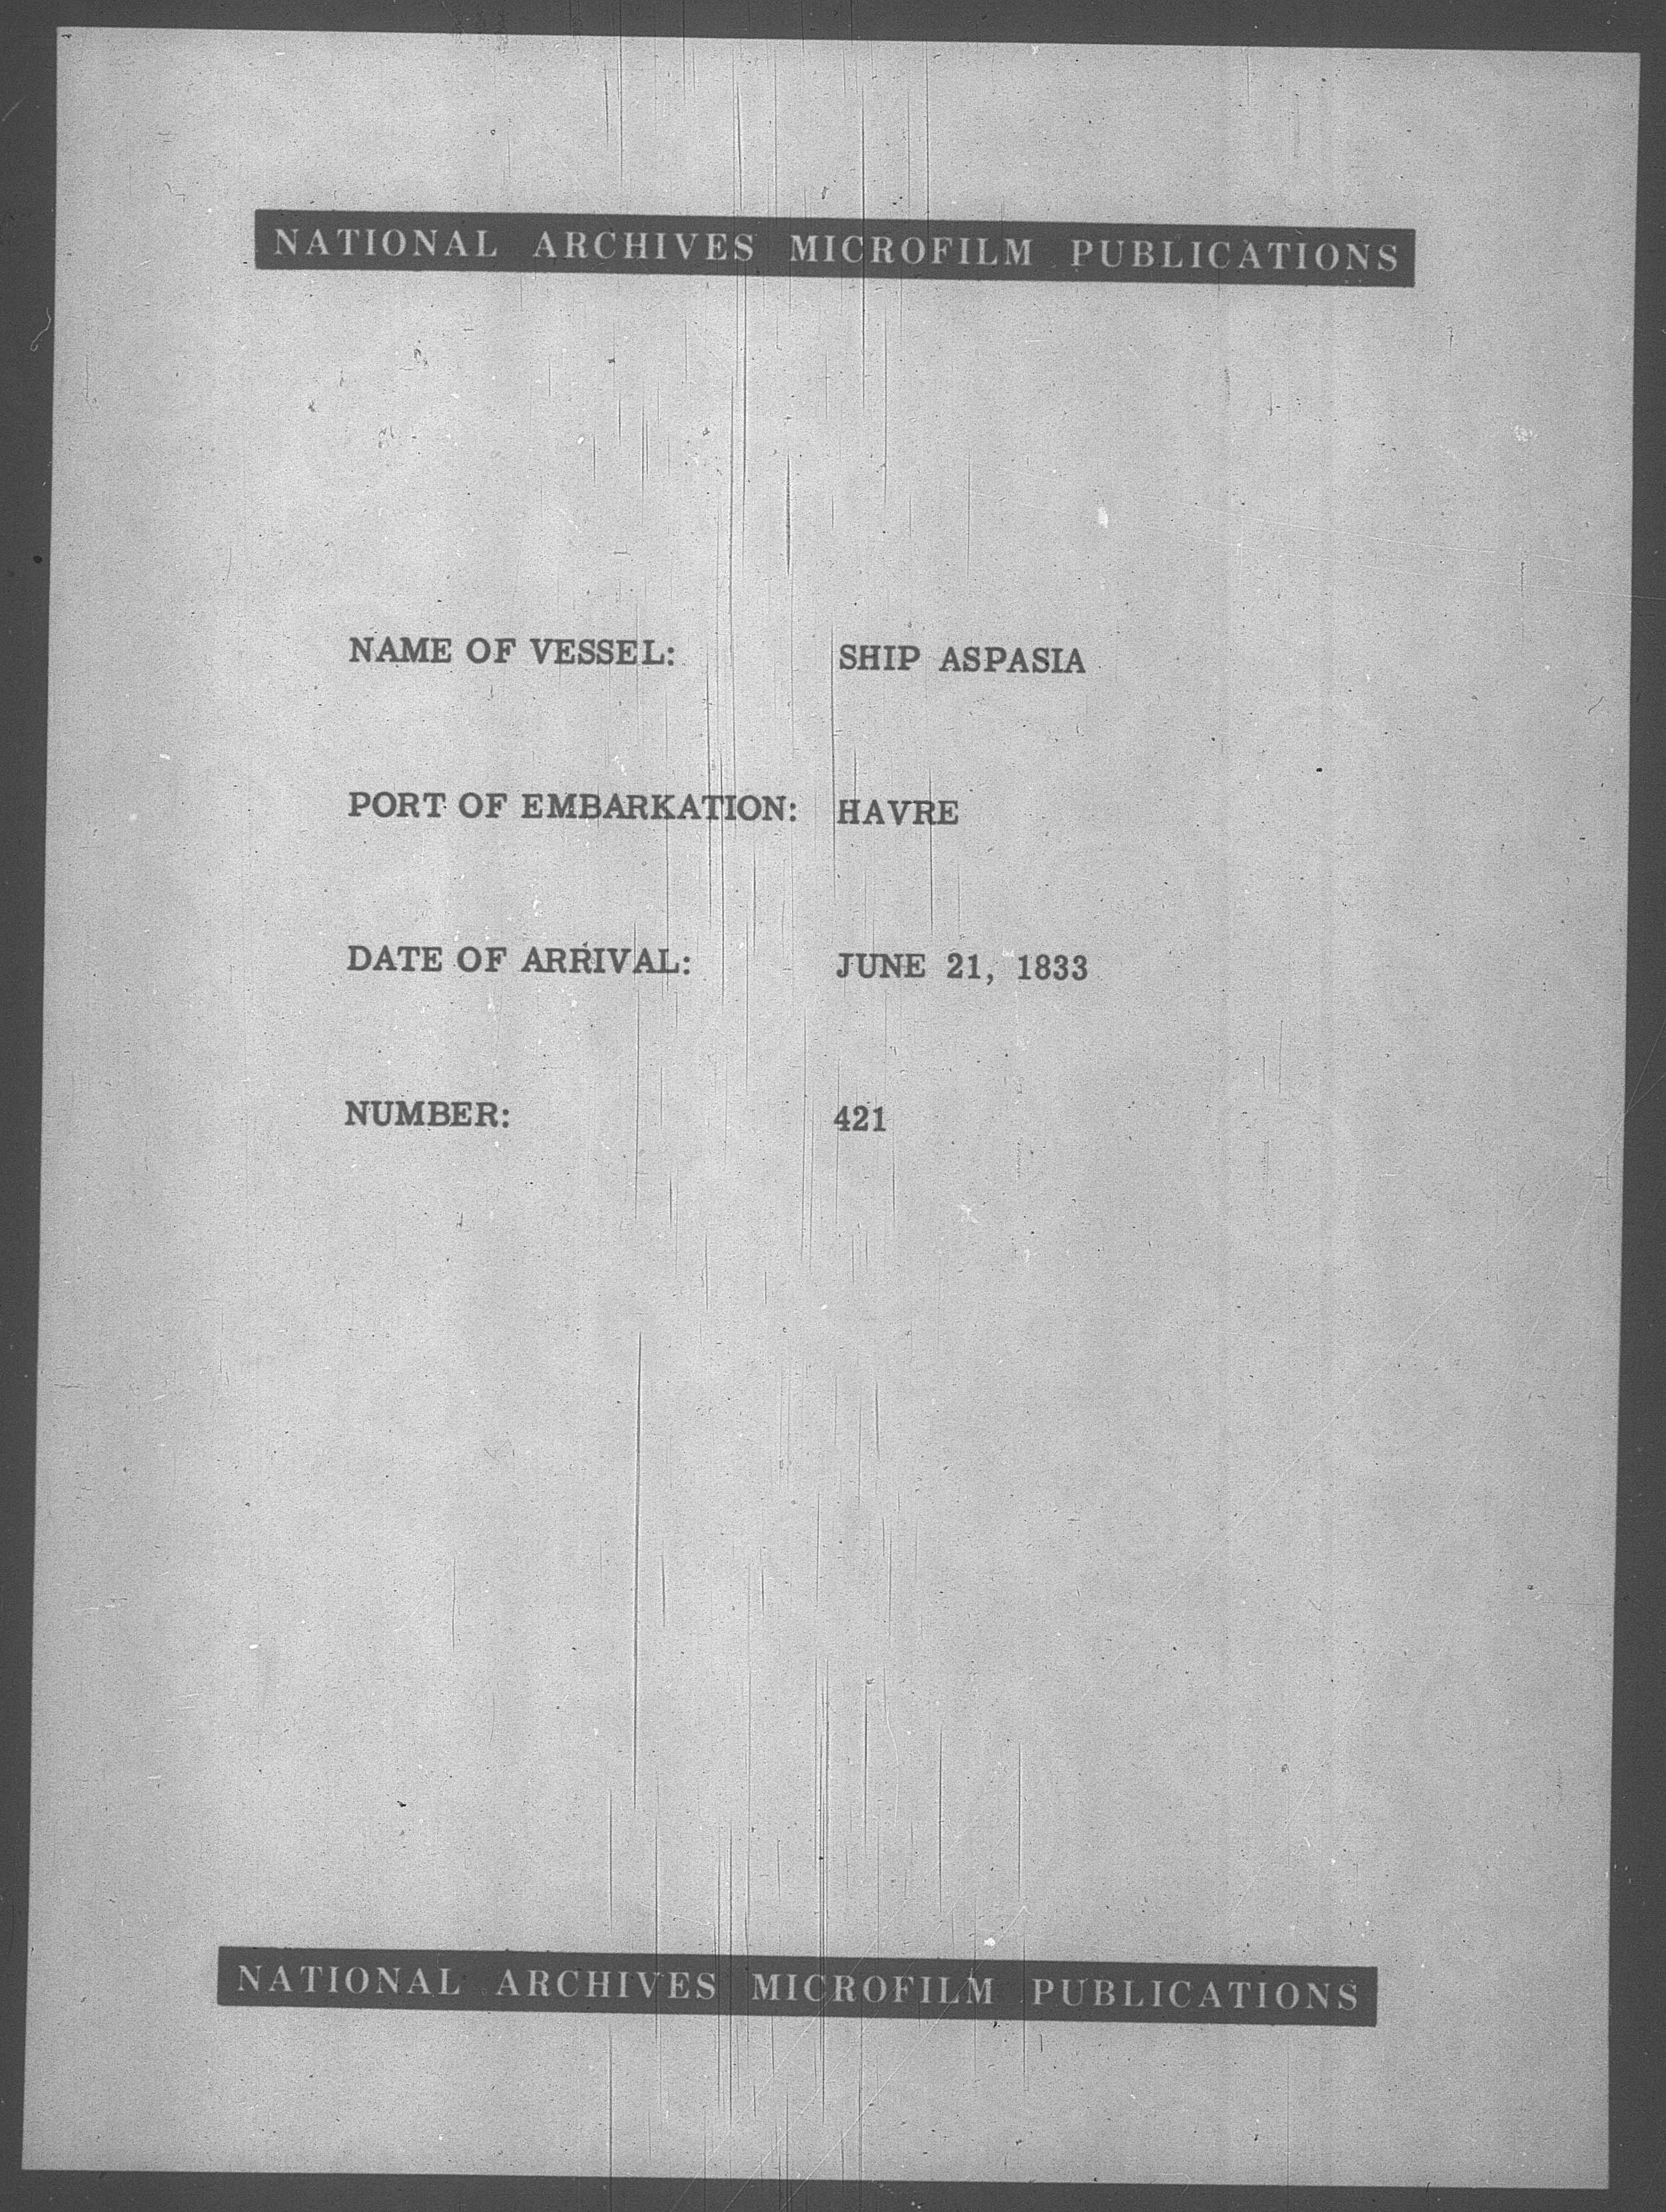 NATIONAL ARCHIVES MICROFILM PUBLICATIONS
NAME OF VESSEL: SHIP ASPASIA
PORT OF EMBARKATION: HAVRE
DATE OF ARRIVAL: JUNE 21, 1833
NUMBER: 421
NATIONAL ARCHIVES MICROFILM PUBLICATIONS